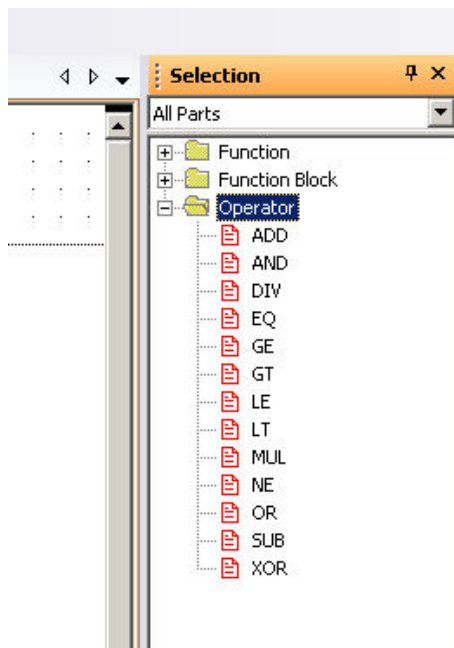 Selection
All Parts
Function
Function Block
Operator
ADD
AND
DIV
EQ
GE
GT
LE
LT
MUL
NE
OR
SUB
XOR